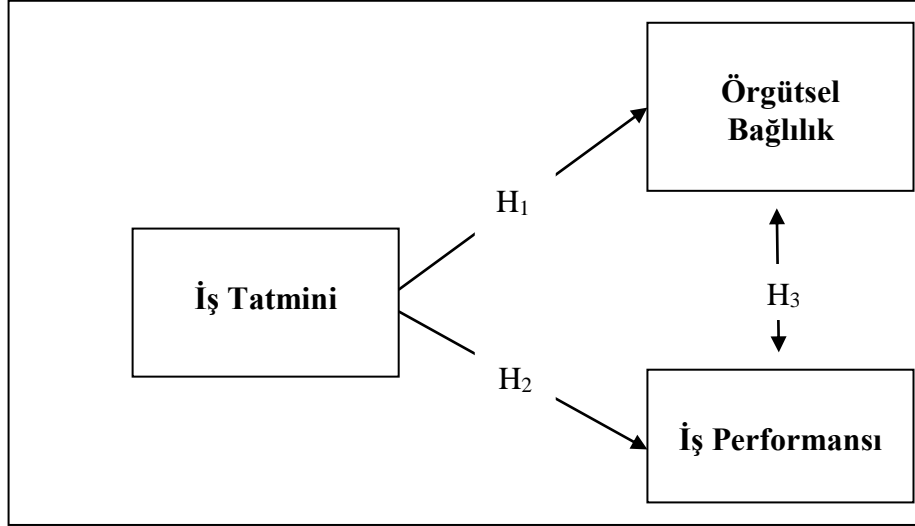 Örgütsel
Bağlılık
H₁
İş Tatmini
H₃
H₂
İş Performansı